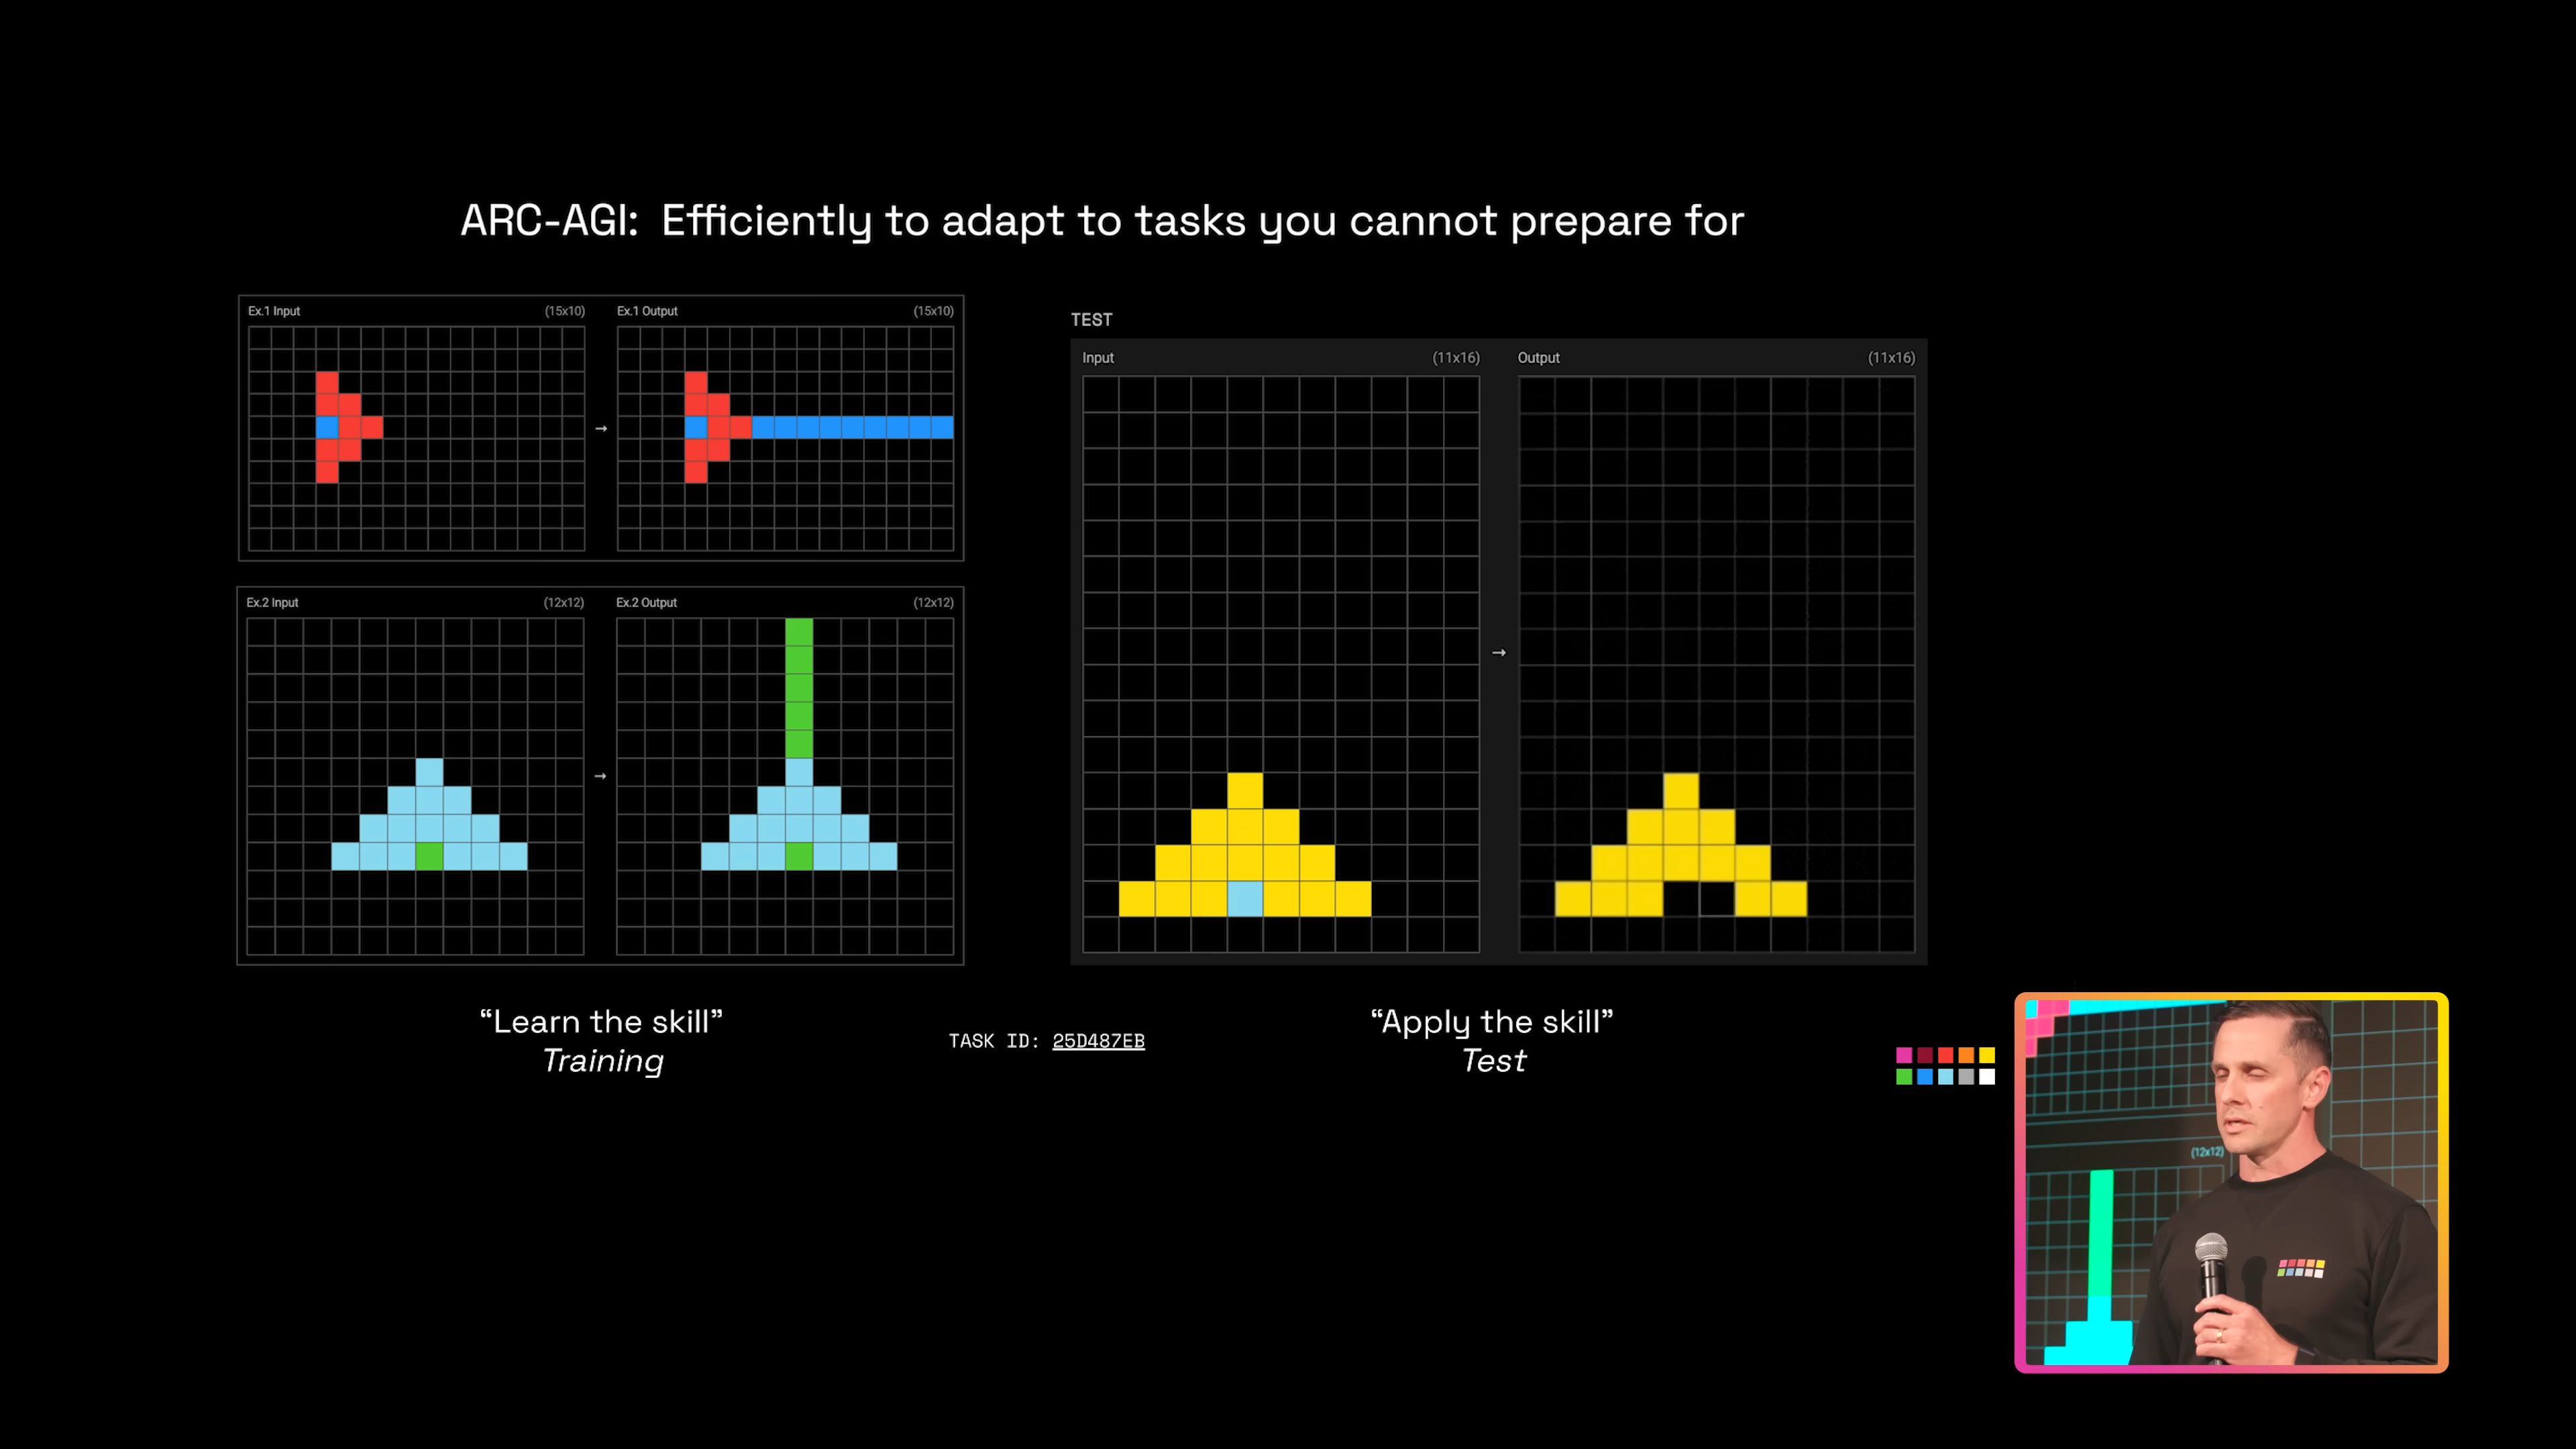 ARC-AGI: Efficiently to adapt to tasks you cannot prepare for
Ex.1 Input (15x10)
Ex.1 Output (15x10)
→
Ex.2 Input (12x12)
Ex.2 Output (12x12)
→
TEST
Input (11x16)
Output (11x16)
→
“Learn the skill”
Training
TASK ID: 25D487EB
“Apply the skill”
Test
(12x12)